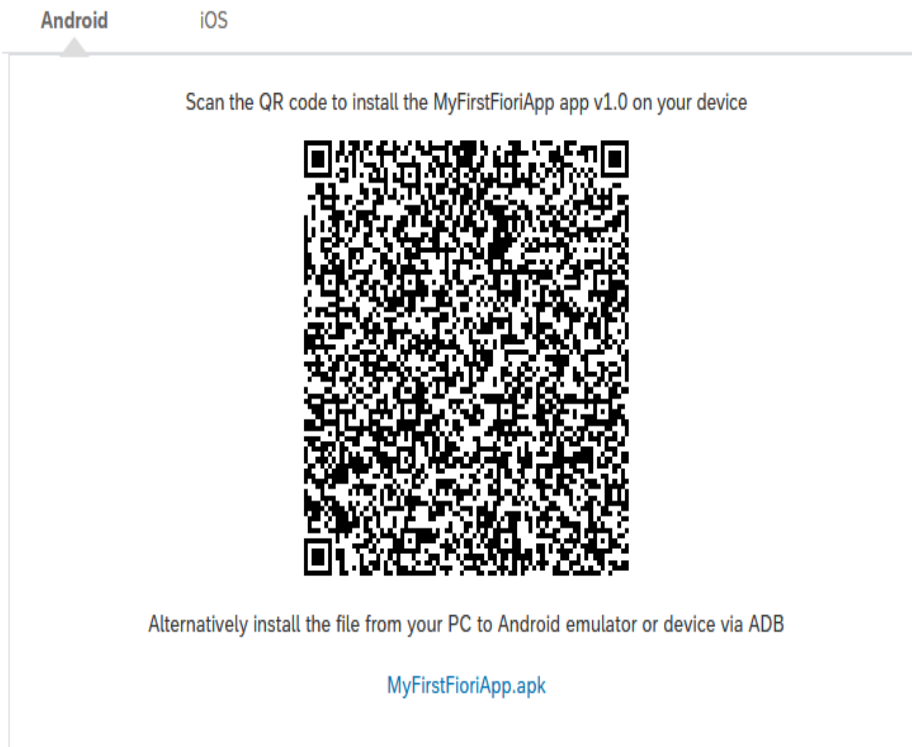 Android iOS
Scan the QR code to install the MyFirstFioriApp app v1.0 on your device
Alternatively install the file from your PC to Android emulator or device via ADB
MyFirstFioriApp.apk